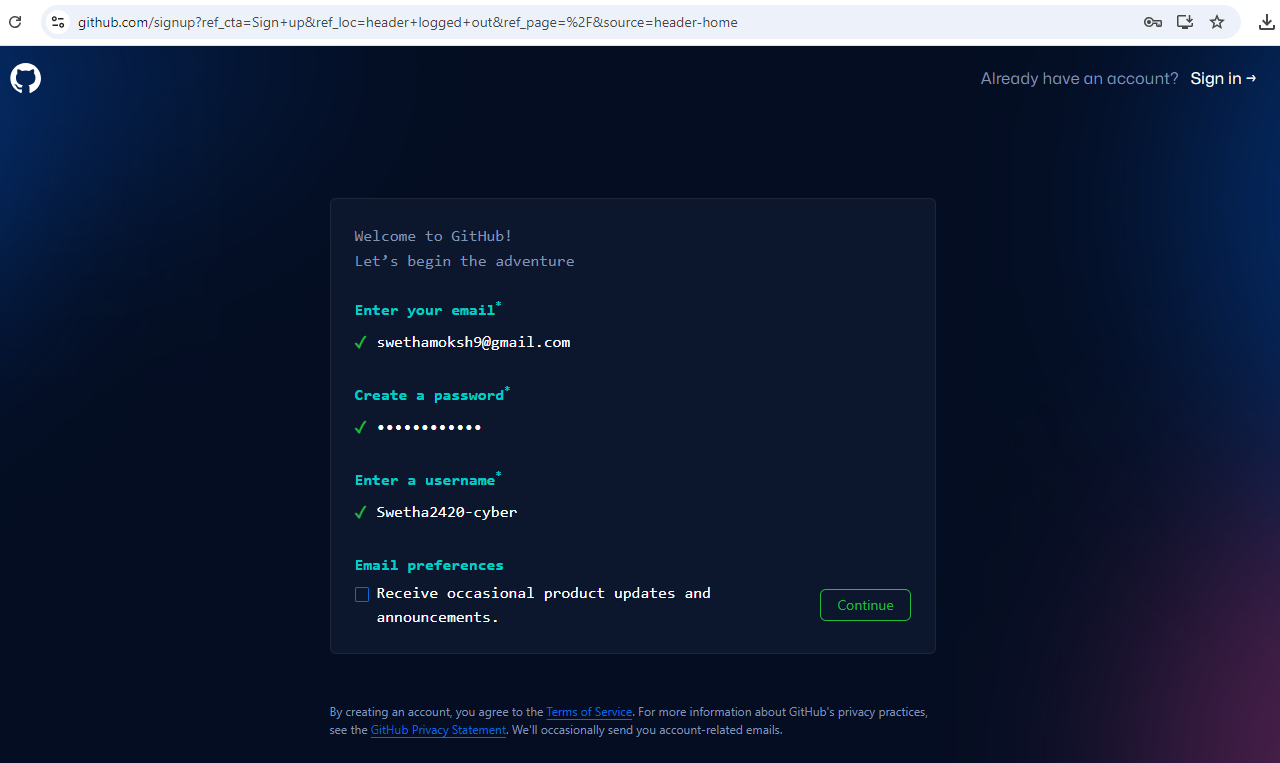 github.com/signup?ref_cta=Sign+up&ref_loc=header+logged+out&ref_page=%2F&source=header-home
Already have an account? Sign in →
Welcome to GitHub!
Let’s begin the adventure
Enter your email*
✓ swethamoksh9@gmail.com
Create a password*
✓ ••••••••••••
Enter a username*
✓ Swetha2420-cyber
Email preferences
Receive occasional product updates and
announcements.
Continue
By creating an account, you agree to the Terms of Service. For more information about GitHub's privacy practices,
see the GitHub Privacy Statement. We'll occasionally send you account-related emails.